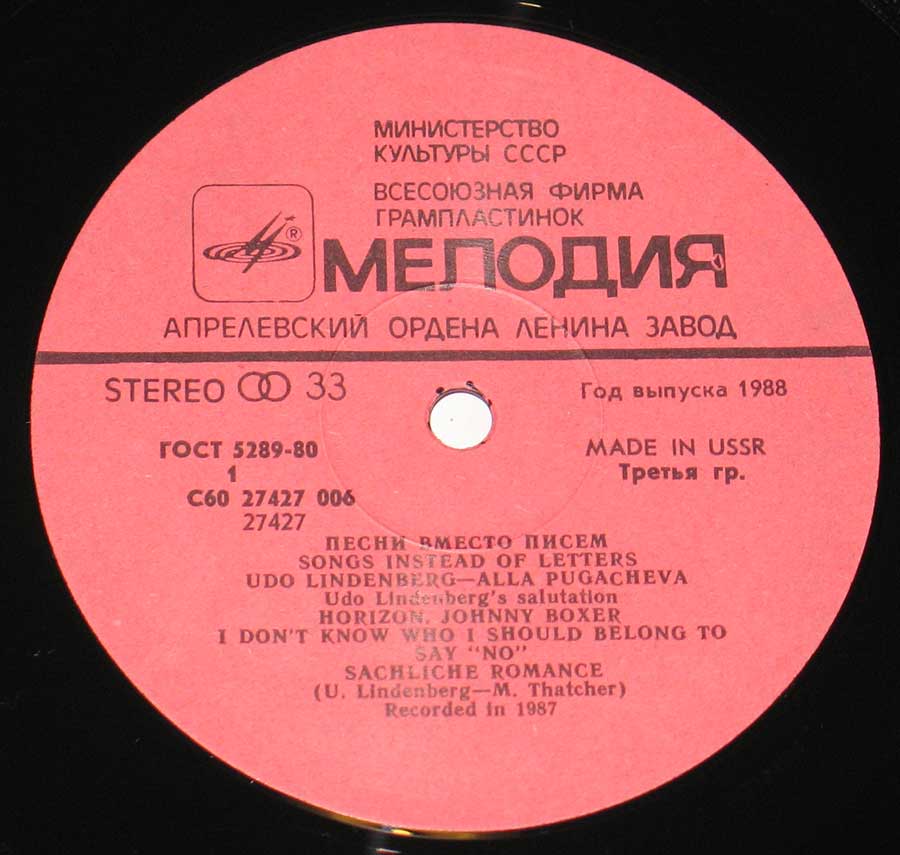 МИНИСТЕРСТВО
КУЛЬТУРЫ СССР
ВСЕСОЮЗНАЯ ФИРМА
ГРАМПЛАСТИНОК
®
МЕЛОДИЯ
АПРЕЛЕВСКИЙ ОРДЕНА ЛЕНИНА ЗАВОД
STEREO 33
Год выпуска 1988
ГОСТ 5289-80
1
С60 27427 006
27427
MADE IN USSR
Третья гр.
ПЕСНИ ВМЕСТО ПИСЕМ
SONGS INSTEAD OF LETTERS
UDO LINDENBERG—ALLA PUGACHEVA
Udo Lindenberg's salutation
HORIZON. JOHNNY BOXER
I DON'T KNOW WHO I SHOULD BELONG TO
SAY "NO"
SACHLICHE ROMANCE
(U. Lindenberg—M. Thatcher)
Recorded in 1987